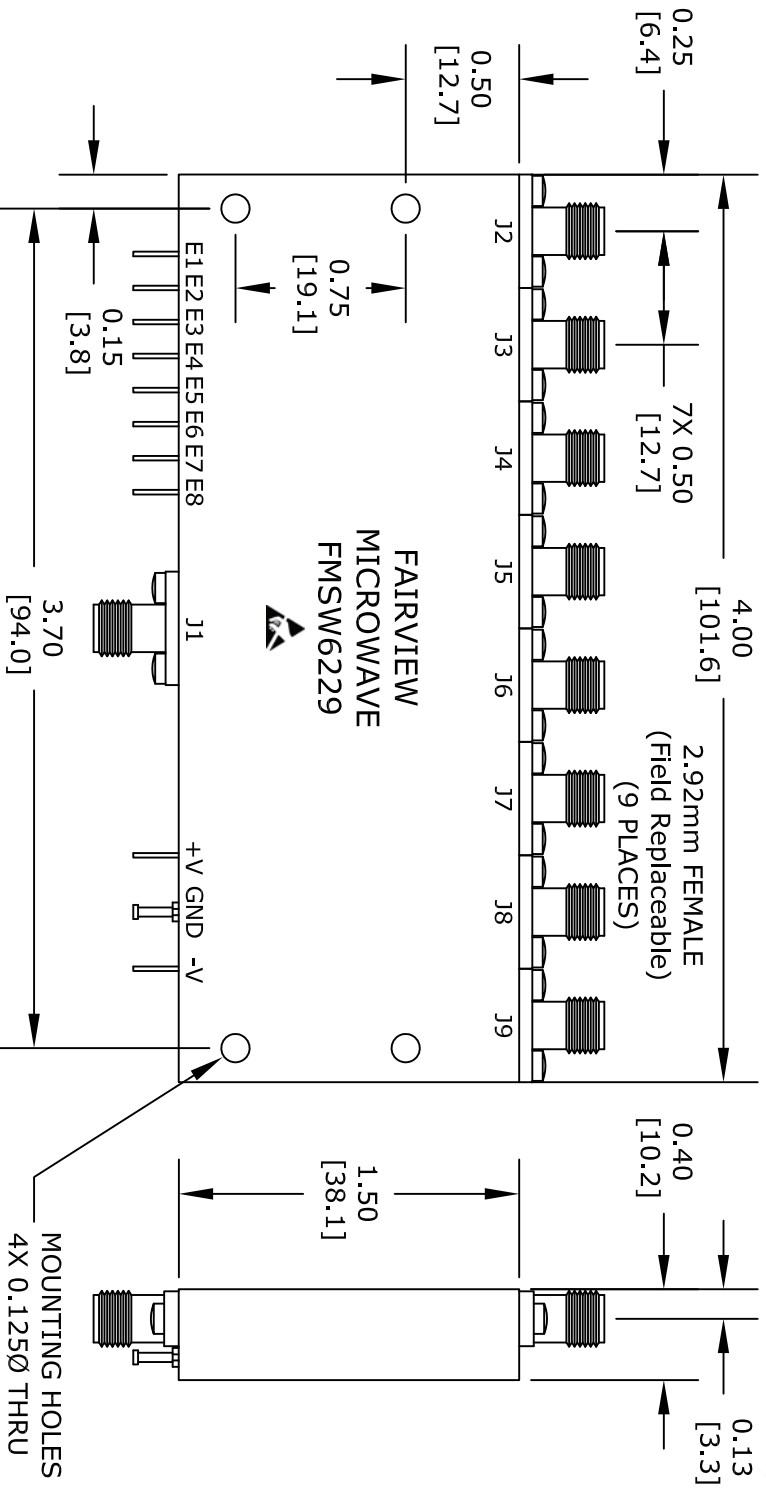 0.25
[6.4]
0.50
[12.7]
4.00
[101.6]
7X 0.50
[12.7]
2.92mm FEMALE
(Field Replaceable)
(9 PLACES)
0.40
[10.2]
0.13
[3.3]
J2 J3 J4 J5 J6 J7 J8 J9
0.75
[19.1]
FAIRVIEW
MICROWAVE
FMSW6229
1.50
[38.1]
E1 E2 E3 E4 E5 E6 E7 E8 J1 +V GND -V
0.15
[3.8]
3.70
[94.0]
MOUNTING HOLES
4X 0.125Ø THRU